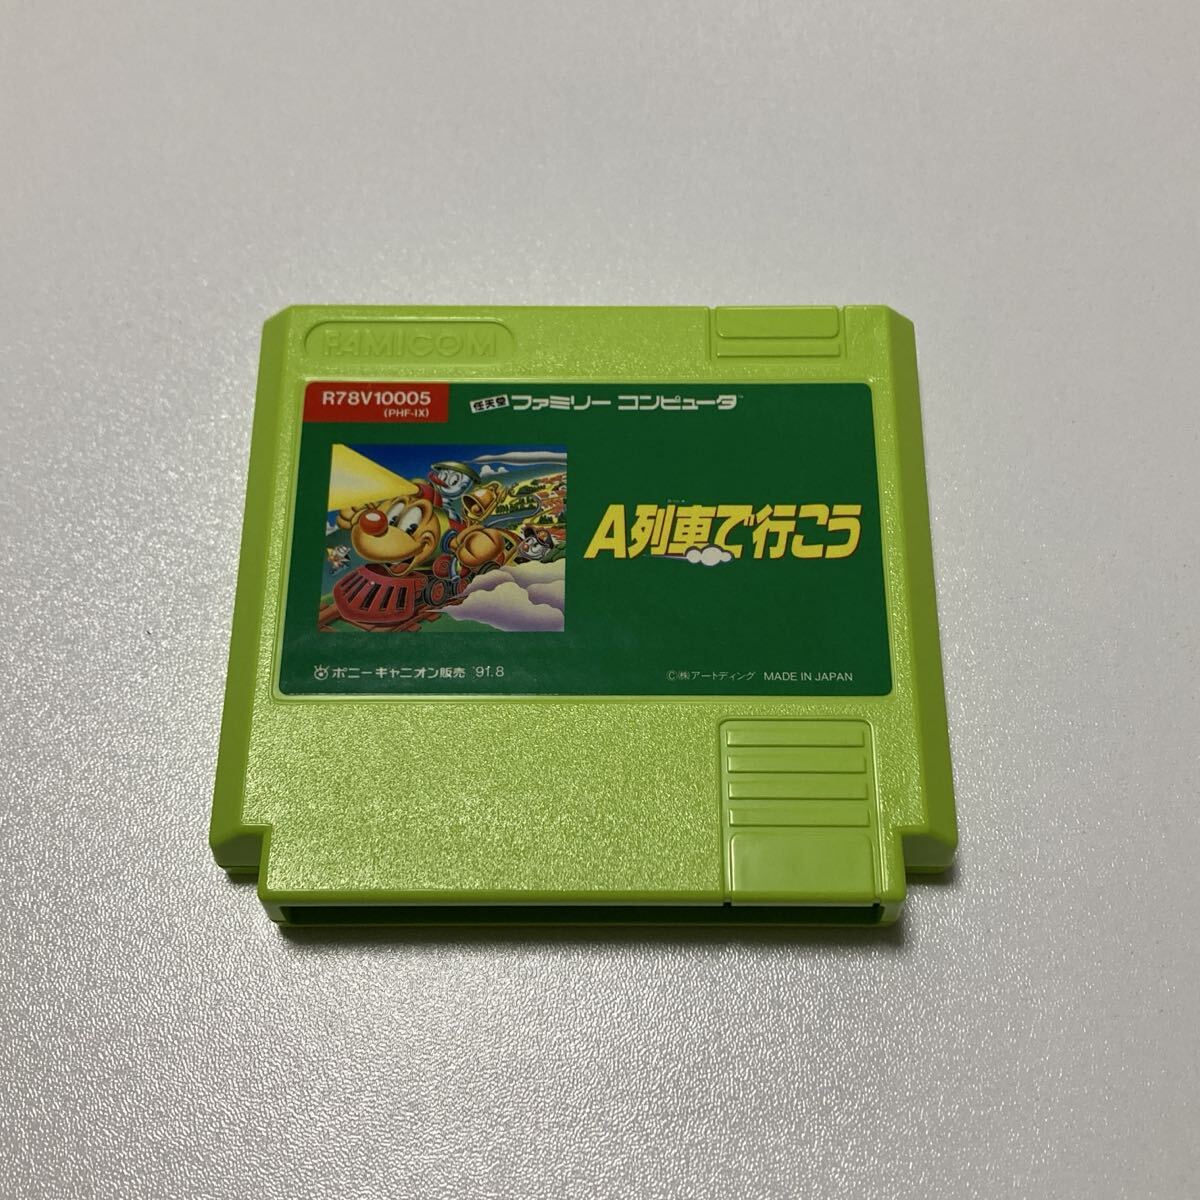 FAMICOM
R78V10005
(PHF-IX)
任天堂 ファミリー コンピュータ™
A列車で行こう
ポニーキャニオン販売 '91.8
©㈱アートディング MADE IN JAPAN